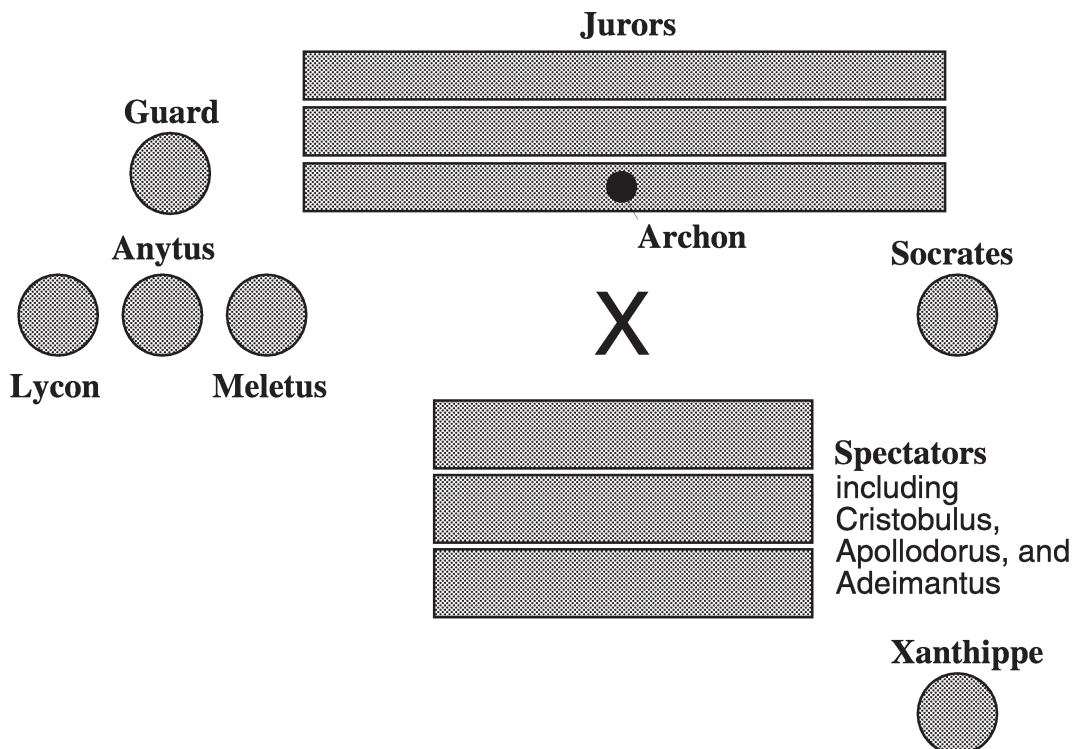 Jurors
Guard
Archon
Anytus
Socrates
X
Lycon
Meletus
Spectators
including
Cristobulus,
Apollodorus, and
Adeimantus
Xanthippe